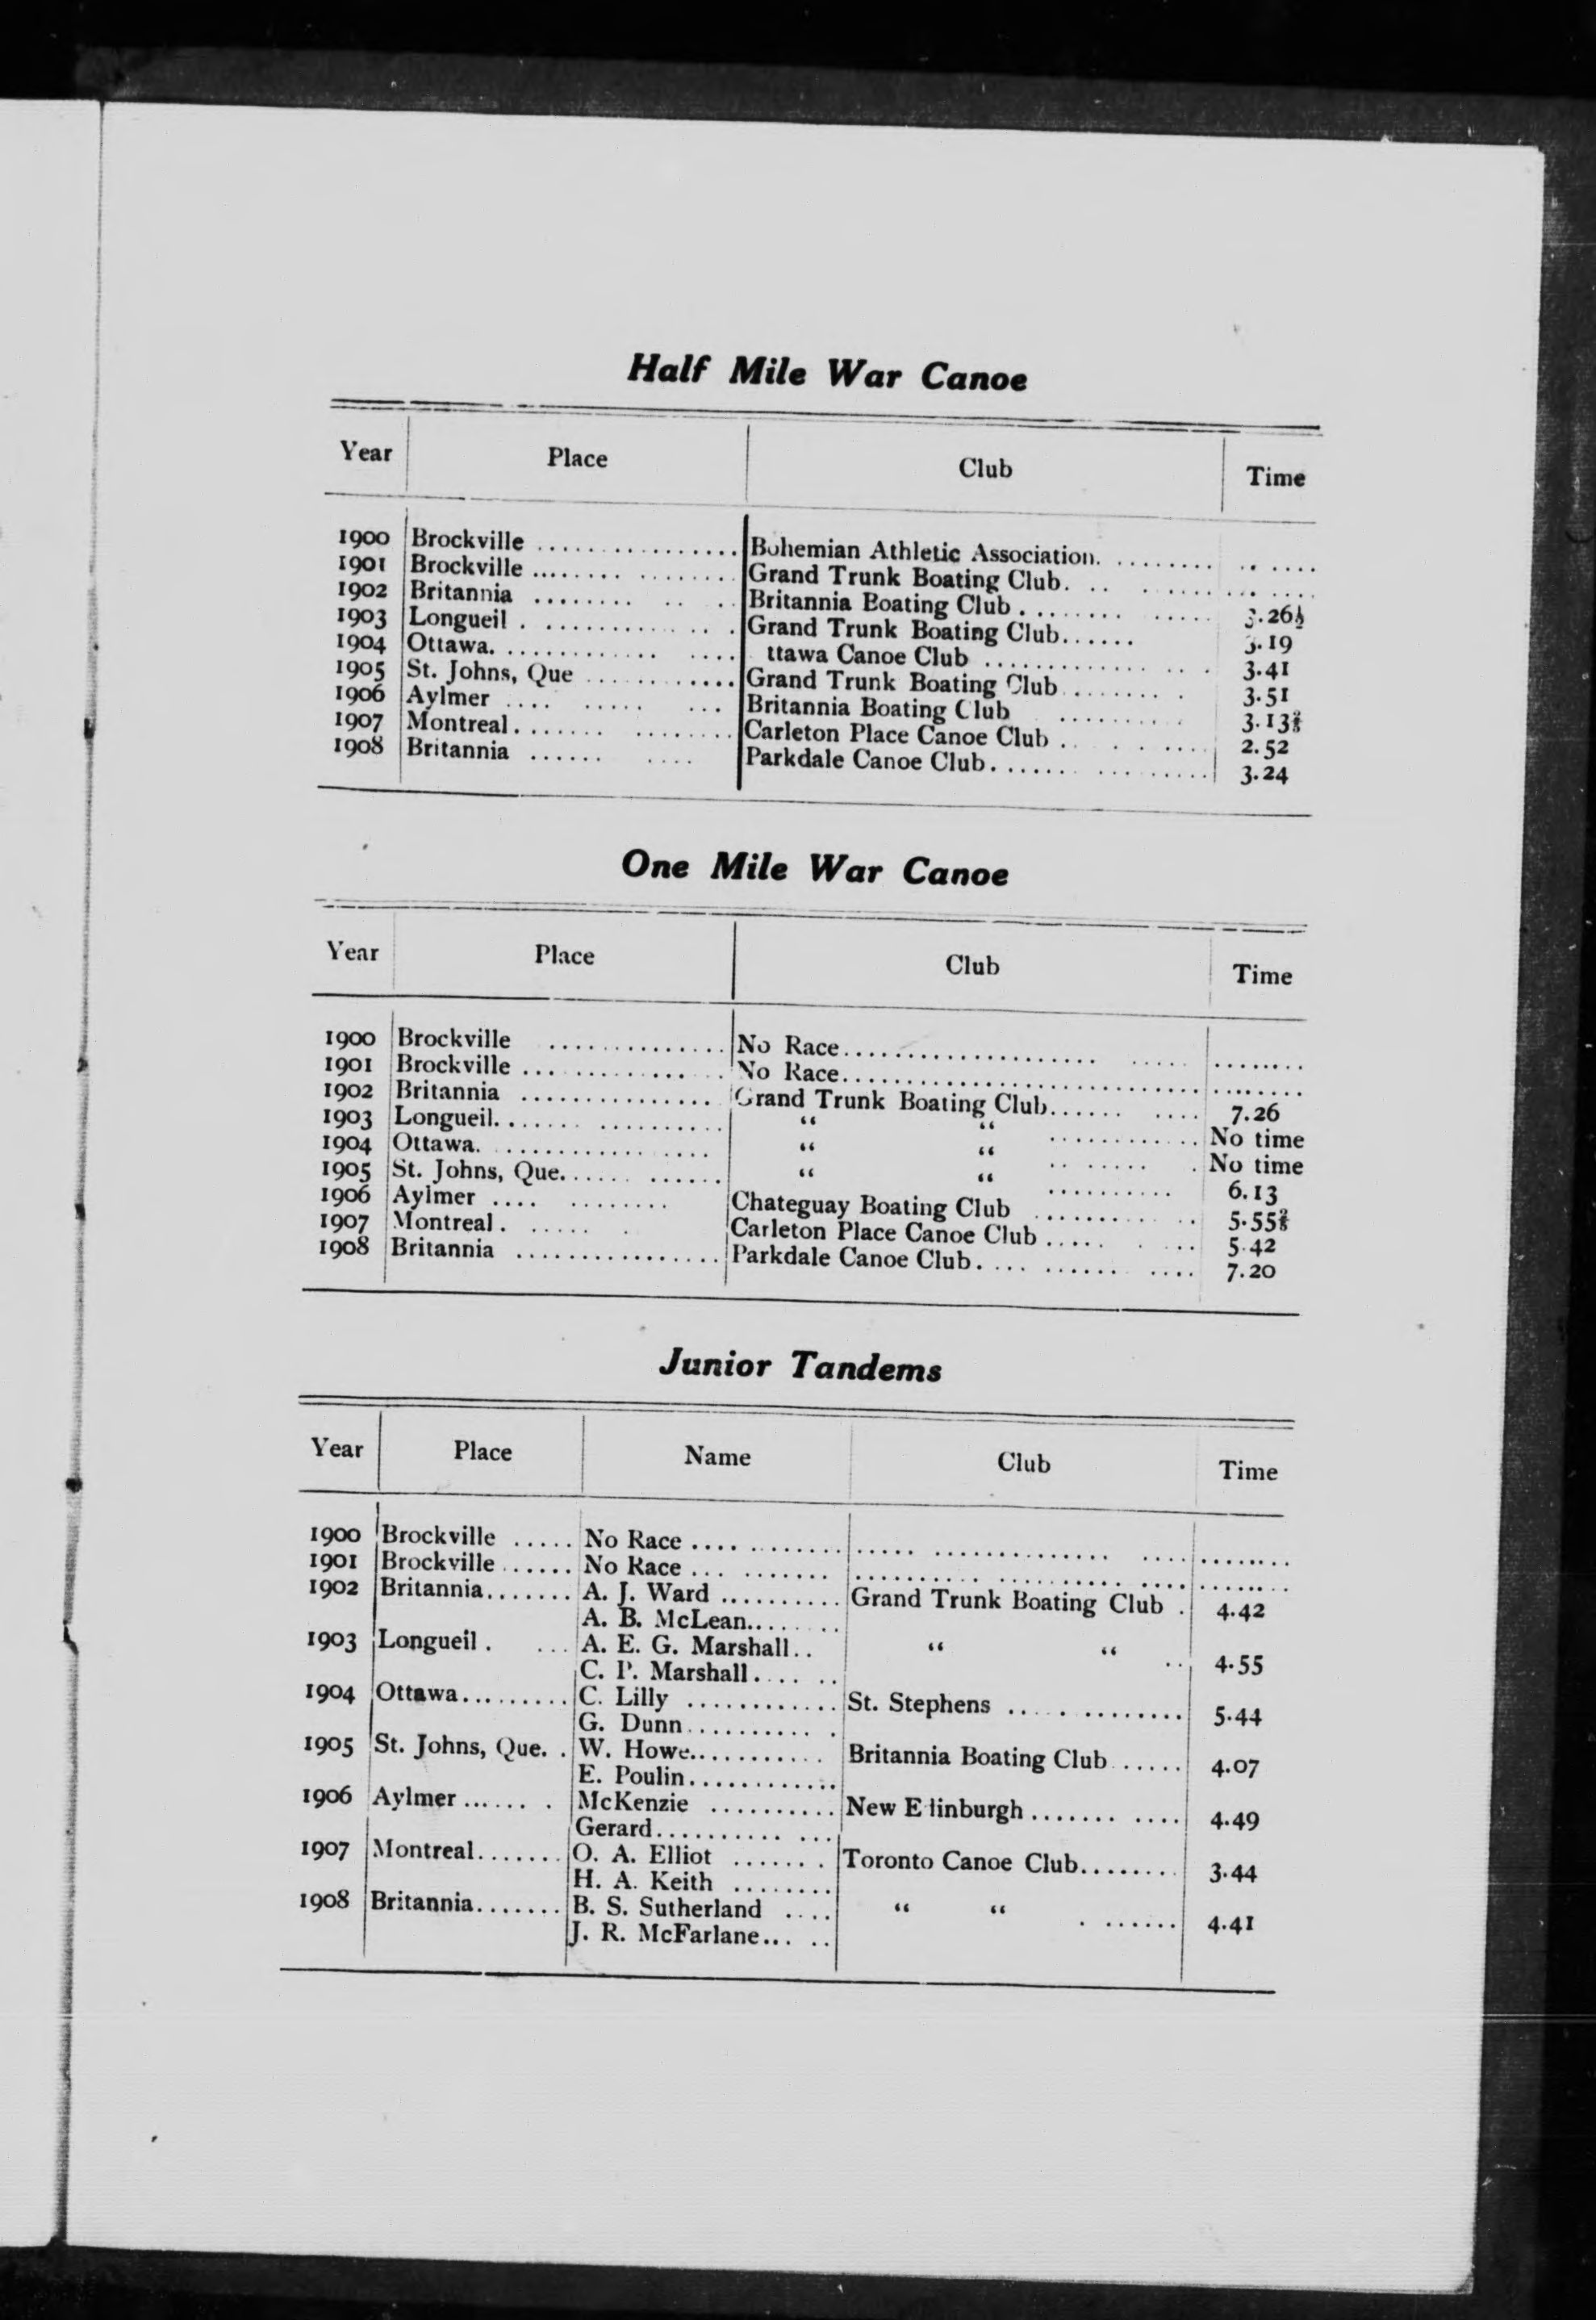 Half Mile War Canoe
Year Place Club Time
1900 Brockville ................ Bohemian Athletic Association. ........ .. ....
1901 Brockville ..... ........ Grand Trunk Boating Club. .. ...... ... ....
1902 Britannia ........ .. .. Britannia Boating Club . ........ ..... 3.26½
1903 Longueil . ........... .. . Grand Trunk Boating Club...... 3.19
1904 Ottawa. ............. .... ttawa Canoe Club ............... .. . 3.41
1905 St. Johns, Que ............ Grand Trunk Boating Club ........ . 3.51
1906 Aylmer .... ..... ... Britannia Boating Club .......... 3.13⅖
1907 Montreal. ....... ........ Carleton Place Canoe Club .. . ..... 2.52
1908 Britannia ...... .... Parkdale Canoe Club. ...... ......... 3.24
One Mile War Canoe
Year Place Club Time
1900 Brockville .............. No Race.................... ..... ........
1901 Brockville ... ........... No Race............................ ........
1902 Britannia ............... Grand Trunk Boating Club...... .... 7.26
1903 Longueil. ...... .......... “ “ ............ No time
1904 Ottawa. .................. “ “ .. ...... . No time
1905 St. Johns, Que...... ...... “ “ .......... 6.13
1906 Aylmer .... ........ Chateguay Boating Club .......... .. 5.55⅖
1907 Montreal. ...... . Carleton Place Canoe Club ..... . ... 5.42
1908 Britannia ................ Parkdale Canoe Club. ... ...... .... 7.20
Junior Tandems
Year Place Name Club Time
1900 Brockville ..... No Race .... ......... ..... .............. .... ........
1901 Brockville ...... No Race ... ....... .......... .......... .... ........
1902 Britannia....... A. J. Ward .......... Grand Trunk Boating Club . 4.42
A. B. McLean........
1903 Longueil . ... A. E. G. Marshall.. “ “ .. 4.55
C. P. Marshall.... ..
1904 Ottawa......... C. Lilly ............ St. Stephens .... ......... 5.44
G. Dunn........... .
1905 St. Johns, Que. . W. Howe........... Britannia Boating Club ...... 4.07
E. Poulin............
1906 Aylmer ...... . McKenzie .......... New E linburgh ....... .... 4.49
Gerard.......... ...
1907 Montreal....... O. A. Elliot ....... Toronto Canoe Club........ 3.44
H. A. Keith ........
1908 Britannia....... B. S. Sutherland .... “ “ . ...... 4.41
J. R. McFarlane... ..